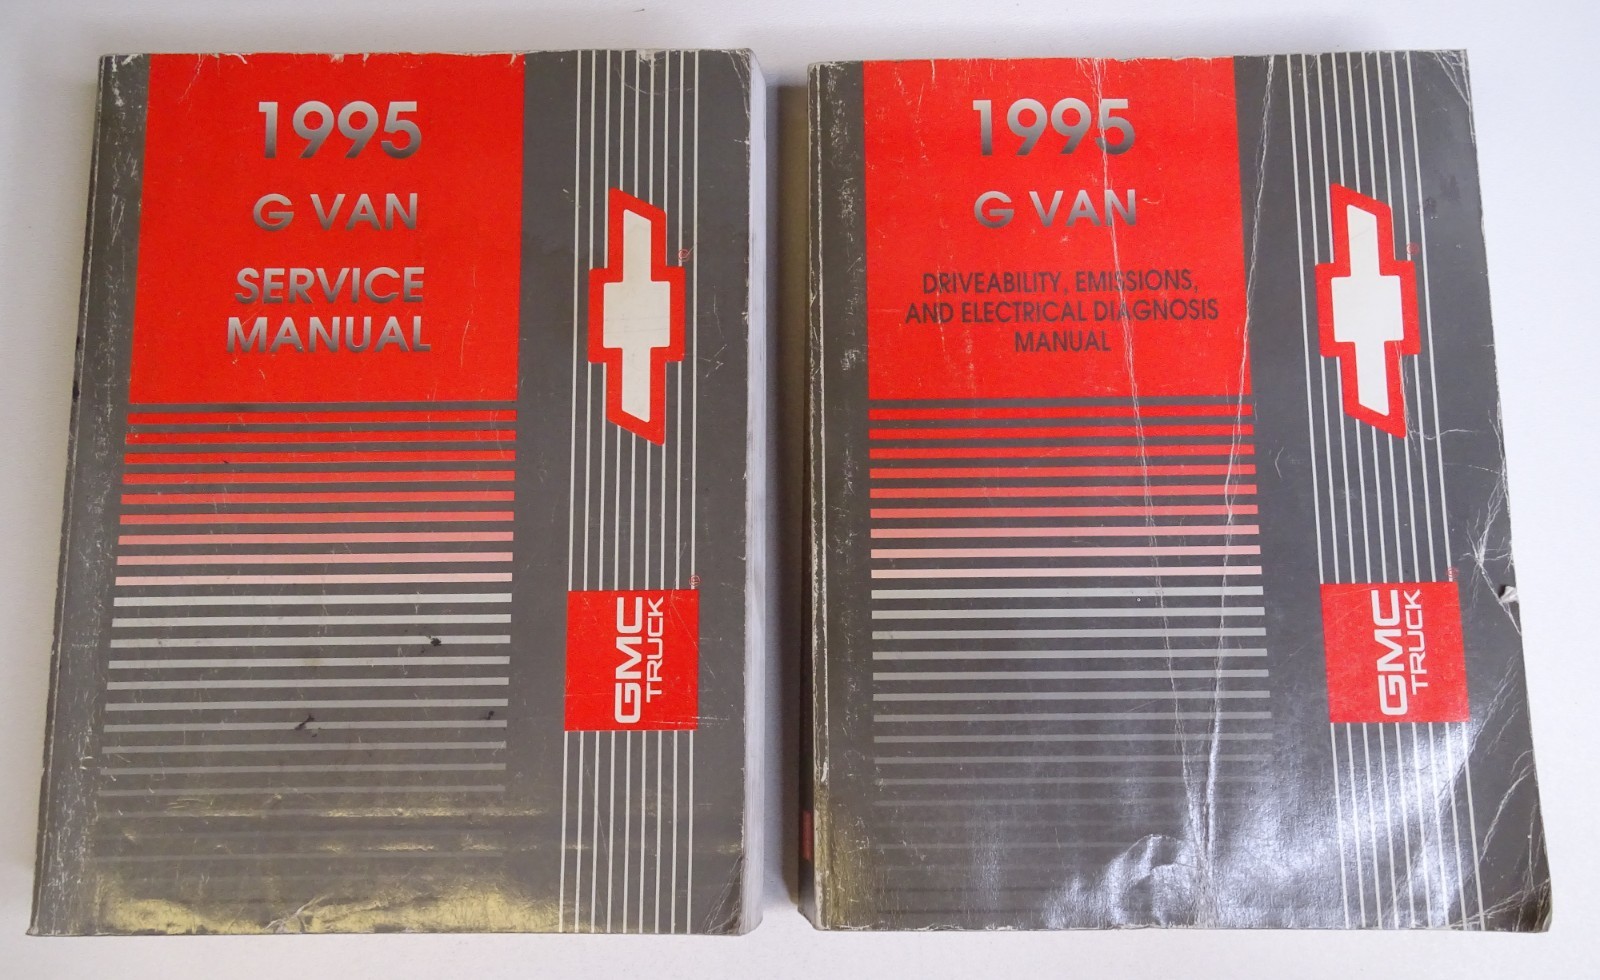 1995
G VAN
SERVICE
MANUAL
GMC
TRUCK
1995
G VAN
DRIVEABILITY, EMISSIONS,
AND ELECTRICAL DIAGNOSIS
MANUAL
GMC
TRUCK